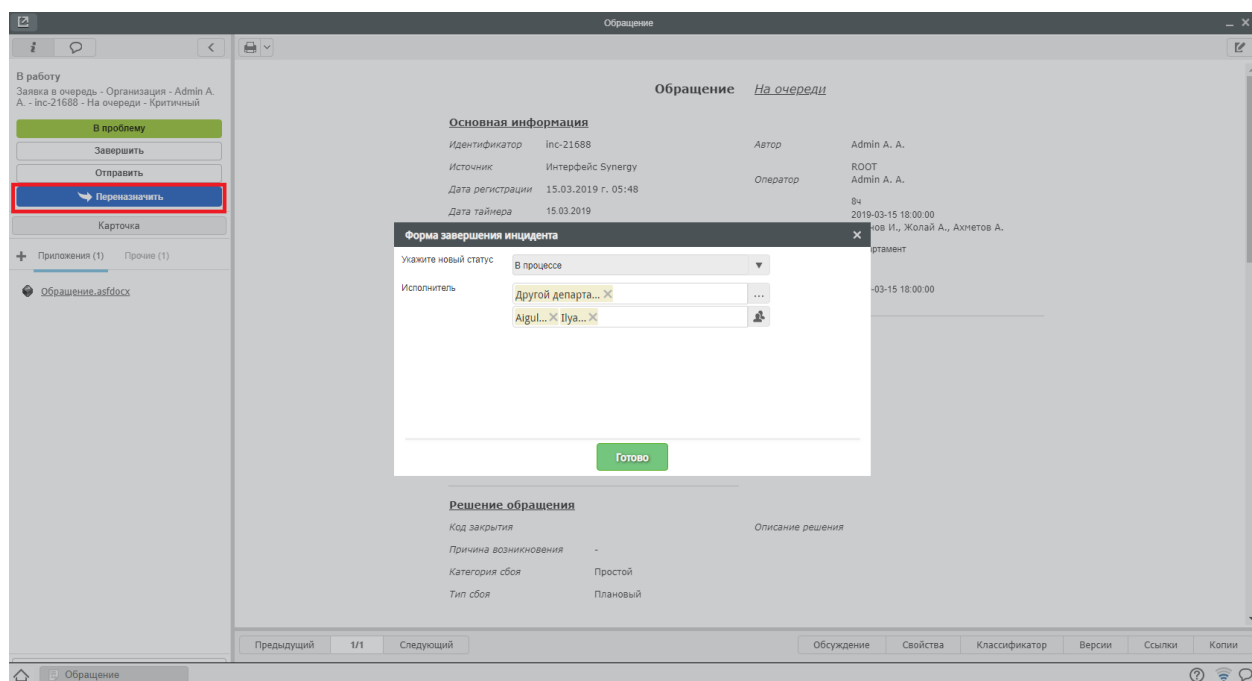 Обращение
В работу
Заявка в очередь - Организация - Admin A.
A. - inc-21688 - На очереди - Критичный
В проблему
Завершить
Отправить
Переназначить
Карточка
Приложения (1) Прочие (1)
Обращение.asfdocx
Обращение На очереди
Основная информация
Идентификатор inc-21688 Автор Admin A. A.
Источник Интерфейс Synergy ROOT
Оператор Admin A. A.
Дата регистрации 15.03.2019 г. 05:48
8ч
Дата таймера 15.03.2019 2019-03-15 18:00:00
ов И., Жолай А., Ахметов А.
ртамент
-03-15 18:00:00
Форма завершения инцидента
Укажите новый статус В процессе
Исполнитель Другой департа... ...
Aigul... Ilya...
Готово
Решение обращения
Код закрытия Описание решения
Причина возникновения -
Категория сбоя Простой
Тип сбоя Плановый
Предыдущий 1/1 Следующий Обсуждение Свойства Классификатор Версии Ссылки Копии
Обращение